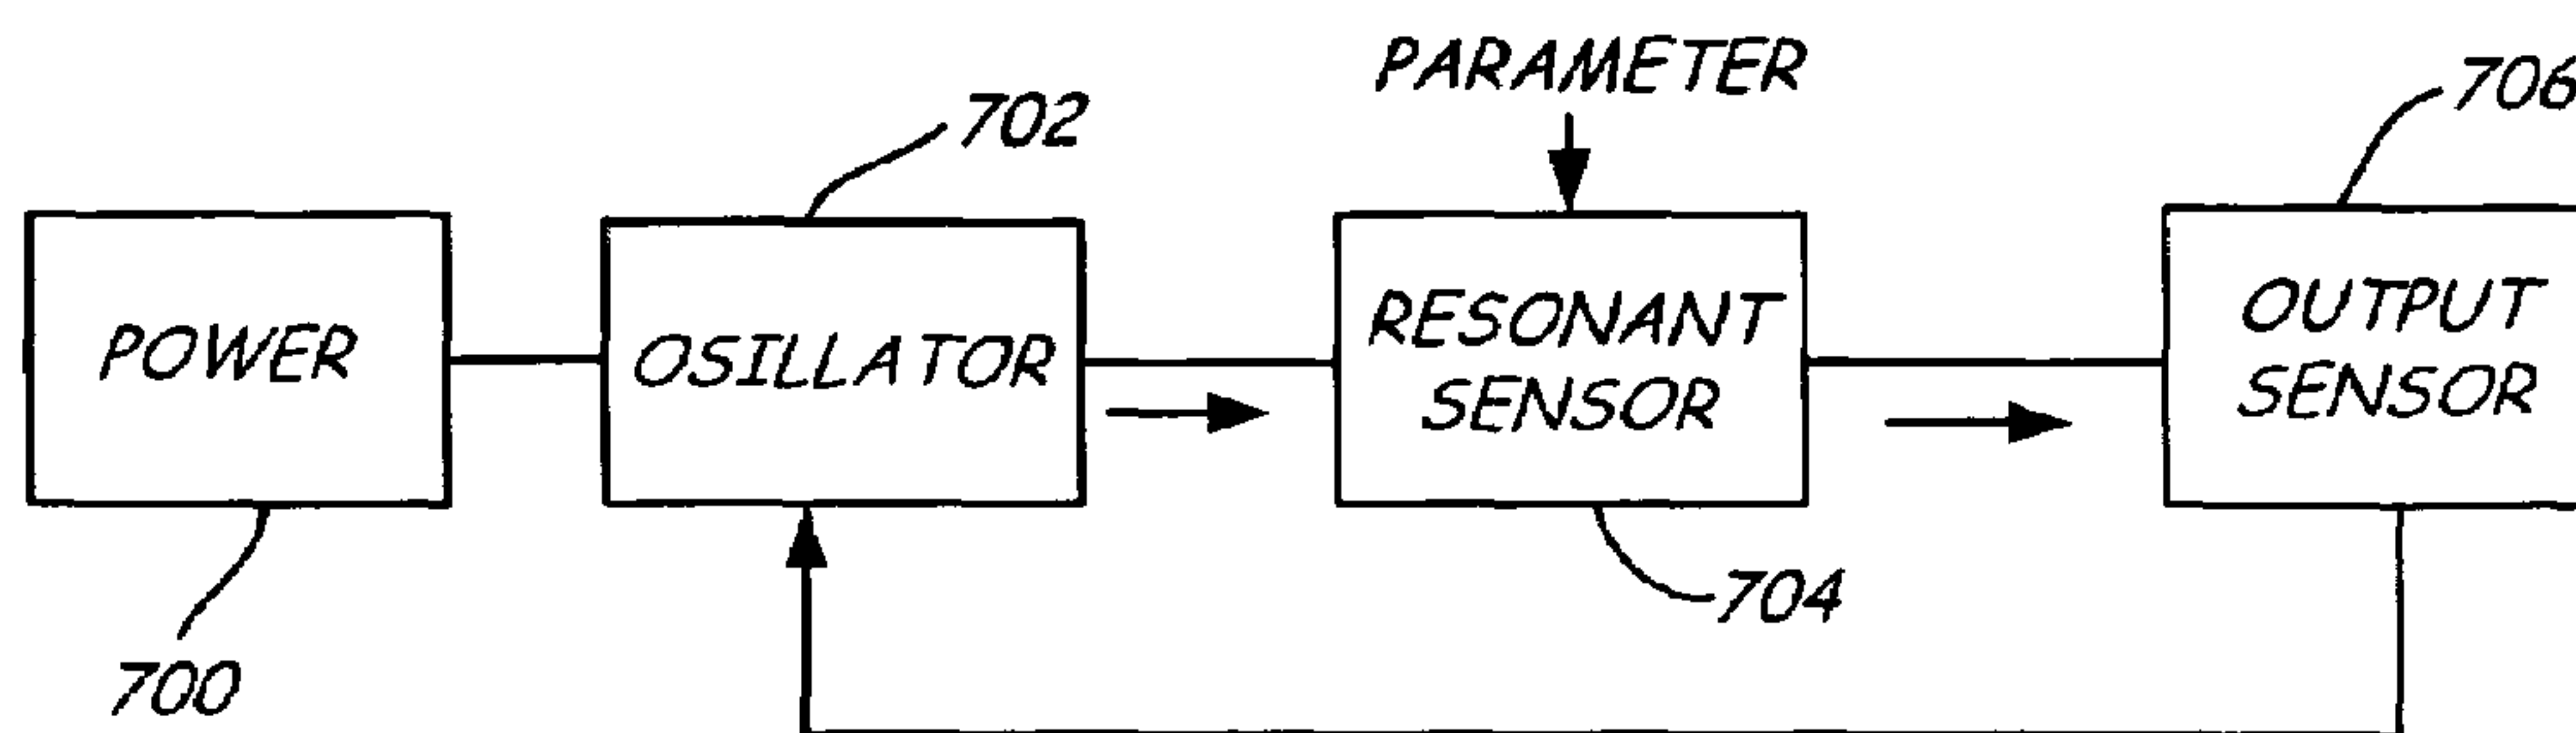 PARAMETER
702
706
POWER
OSILLATOR
RESONANT
SENSOR
OUTPUT
SENSOR
704
700